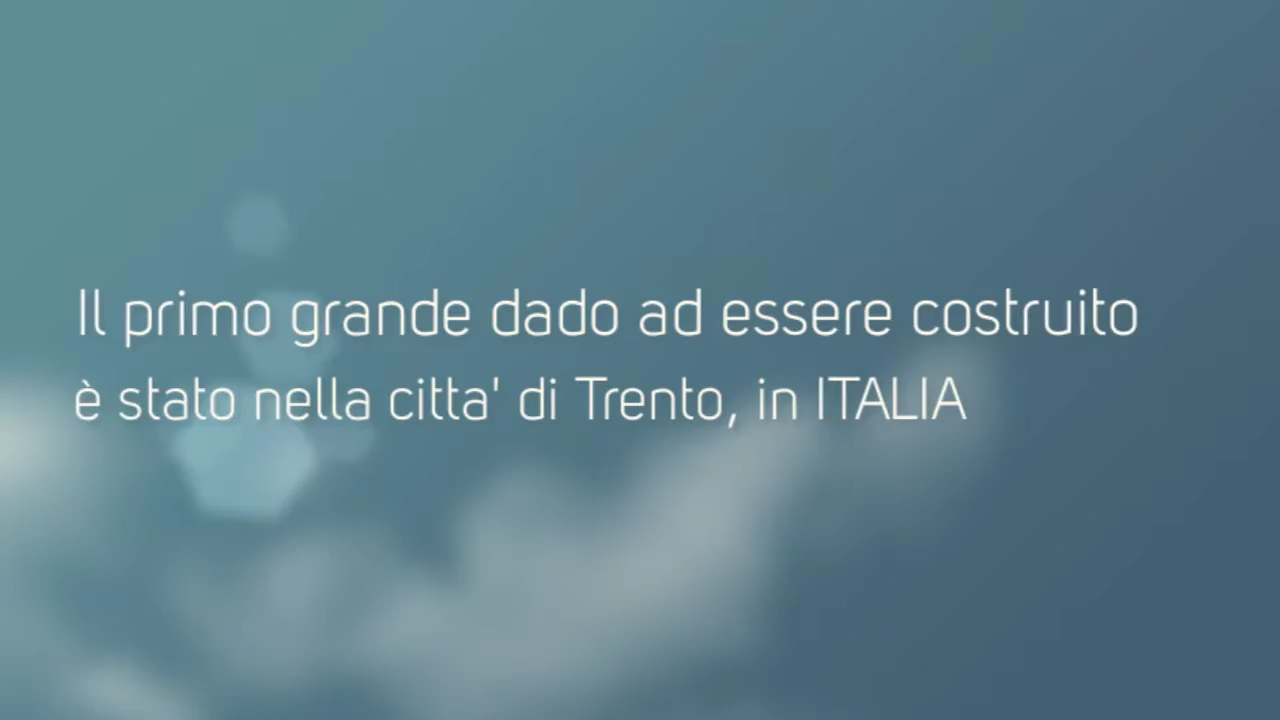 Il primo grande dado ad essere costruito
è stato nella citta' di Trento, in ITALIA